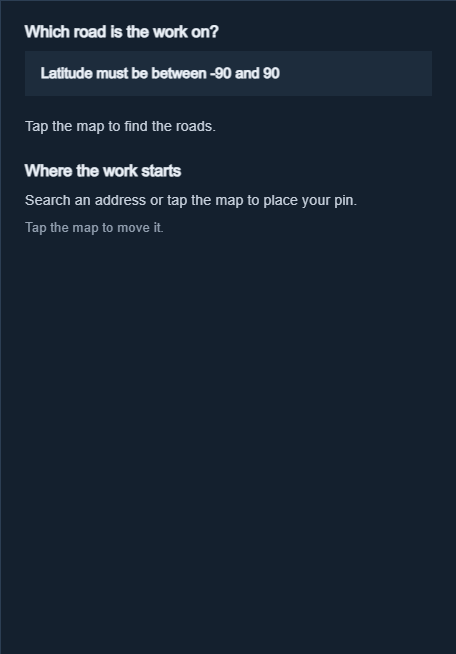 Which road is the work on?
Latitude must be between -90 and 90
Tap the map to find the roads.
Where the work starts
Search an address or tap the map to place your pin.
Tap the map to move it.